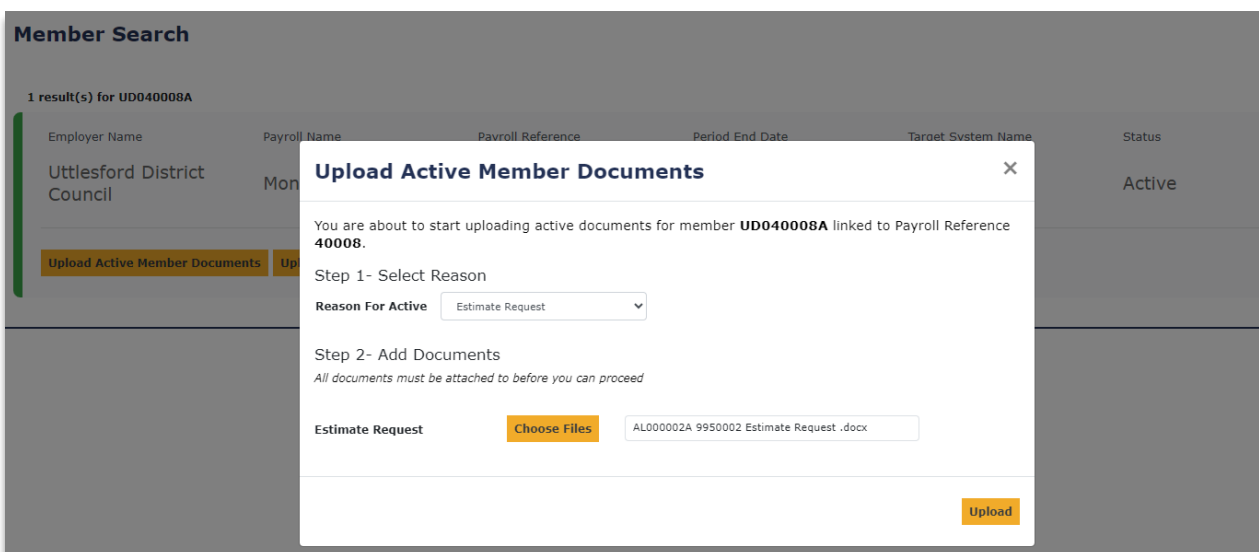 Member Search
1 result(s) for UD040008A
Employer Name Payroll Name Payroll Reference Period End Date Target System Name Status
Uttlesford District
Council
Mon
Active
Upload Active Member Documents
Upload Active Member Documents ×
You are about to start uploading active documents for member UD040008A linked to Payroll Reference
40008.
Step 1- Select Reason
Reason For Active Estimate Request
Step 2- Add Documents
All documents must be attached to before you can proceed
Estimate Request Choose Files AL000002A 9950002 Estimate Request .docx
Upload